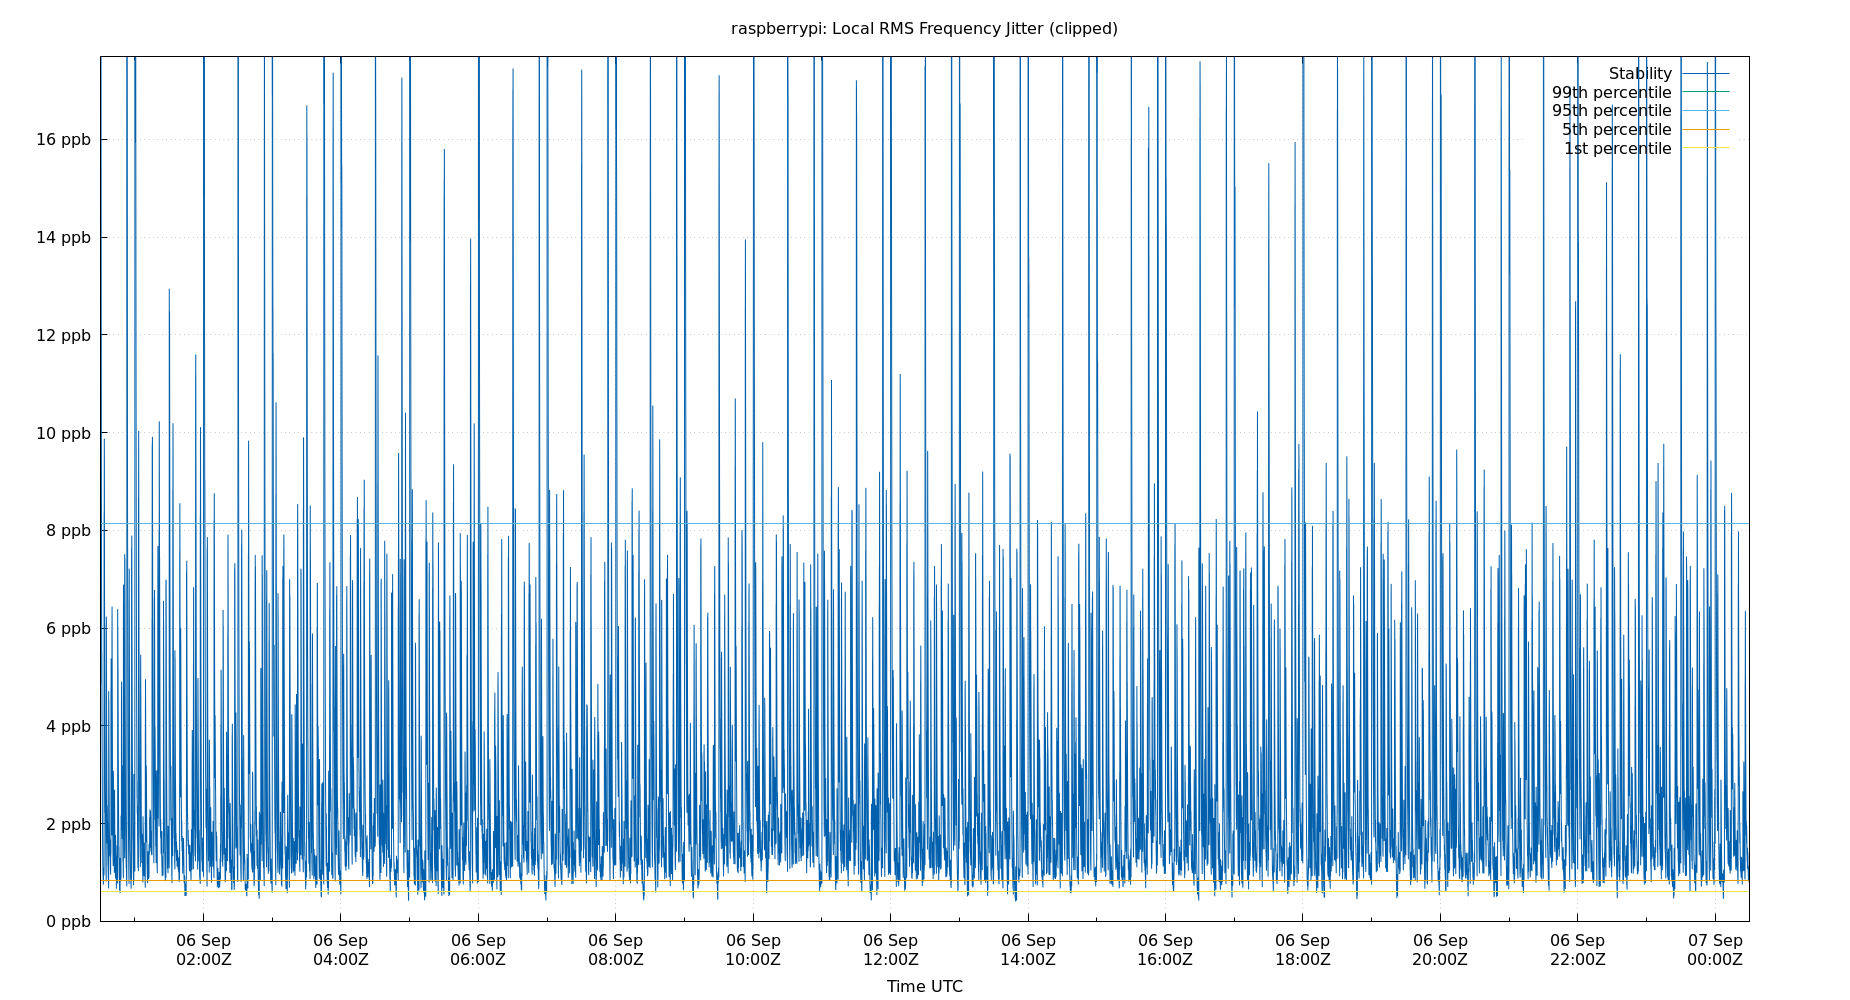 raspberrypi: Local RMS Frequency Jitter (clipped)
Stability
99th percentile
95th percentile
5th percentile
1st percentile
16 ppb
14 ppb
12 ppb
10 ppb
8 ppb
6 ppb
4 ppb
2 ppb
0 ppb
06 Sep 06 Sep 06 Sep 06 Sep 06 Sep 06 Sep 06 Sep 06 Sep 06 Sep 06 Sep 06 Sep 07 Sep
02:00Z 04:00Z 06:00Z 08:00Z 10:00Z 12:00Z 14:00Z 16:00Z 18:00Z 20:00Z 22:00Z 00:00Z
Time UTC